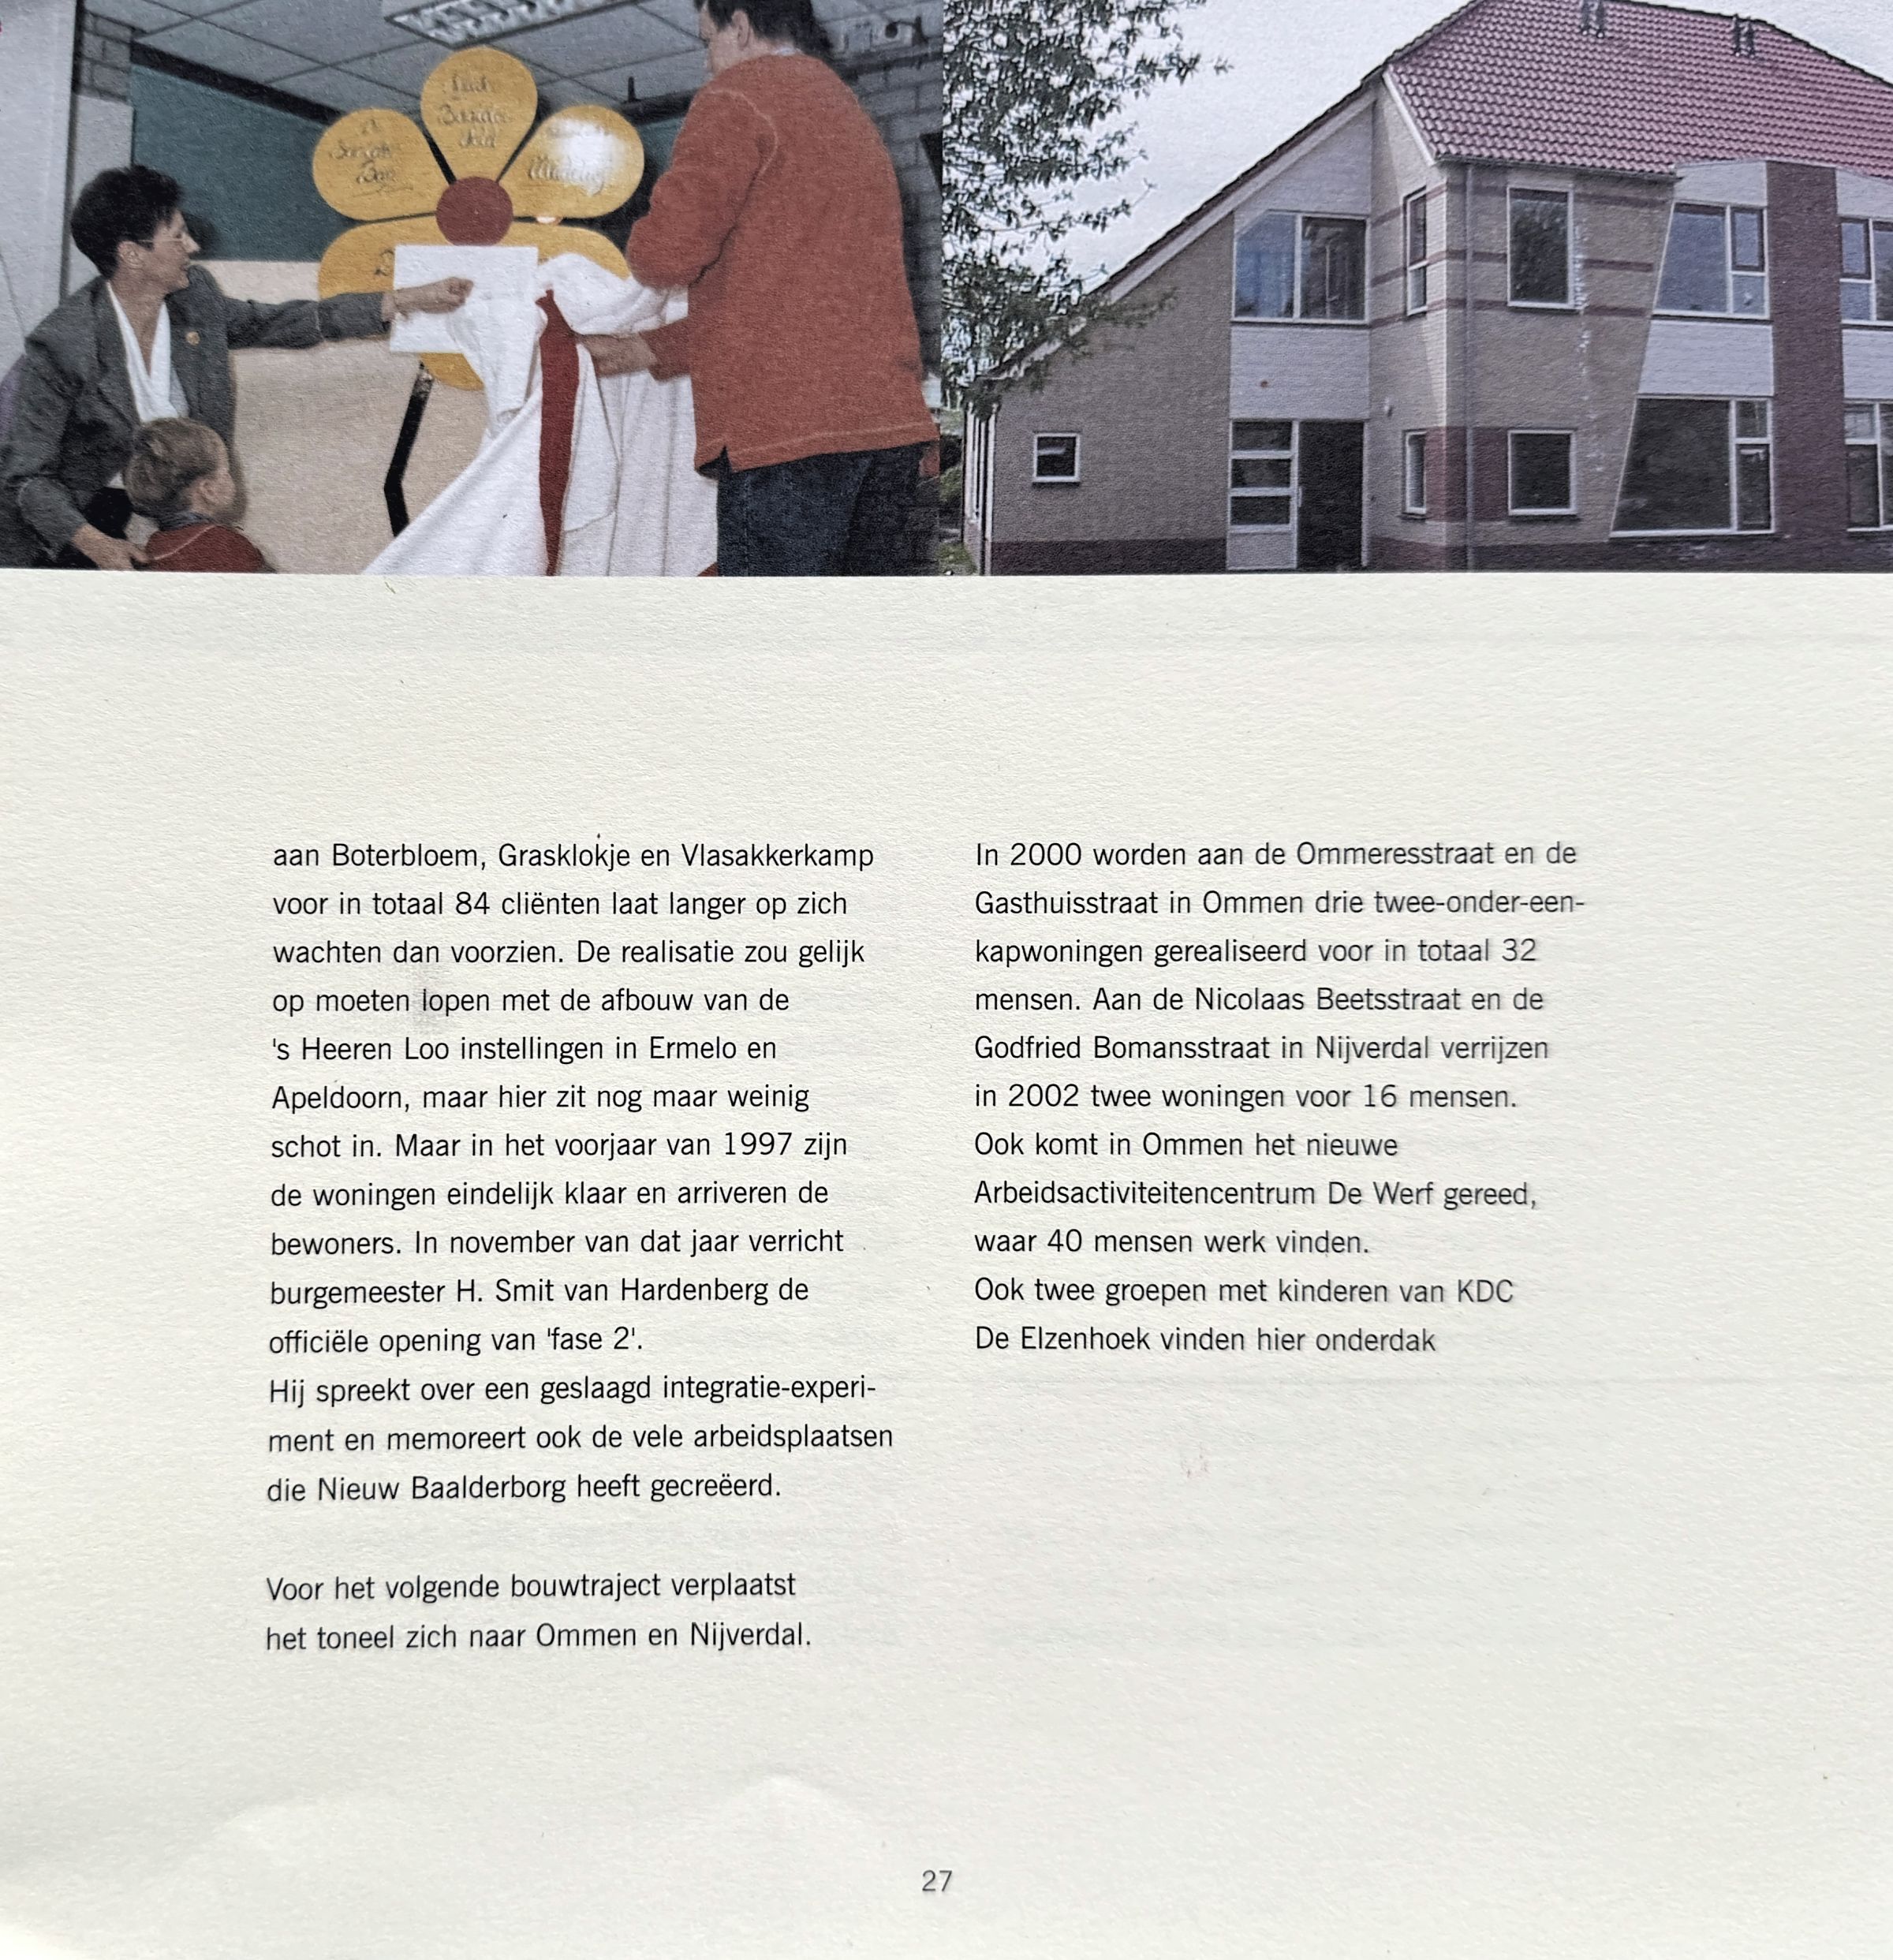 aan Boterbloem, Grasklokje en Vlasakkerkamp
voor in totaal 84 cliënten laat langer op zich
wachten dan voorzien. De realisatie zou gelijk
op moeten lopen met de afbouw van de
's Heeren Loo instellingen in Ermelo en
Apeldoorn, maar hier zit nog maar weinig
schot in. Maar in het voorjaar van 1997 zijn
de woningen eindelijk klaar en arriveren de
bewoners. In november van dat jaar verricht
burgemeester H. Smit van Hardenberg de
officiële opening van 'fase 2'.
Hij spreekt over een geslaagd integratie-experi-
ment en memoreert ook de vele arbeidsplaatsen
die Nieuw Baalderborg heeft gecreëerd.
Voor het volgende bouwtraject verplaatst
het toneel zich naar Ommen en Nijverdal.
In 2000 worden aan de Ommeresstraat en de
Gasthuisstraat in Ommen drie twee-onder-een-
kapwoningen gerealiseerd voor in totaal 32
mensen. Aan de Nicolaas Beetsstraat en de
Godfried Bomansstraat in Nijverdal verrijzen
in 2002 twee woningen voor 16 mensen.
Ook komt in Ommen het nieuwe
Arbeidsactiviteitencentrum De Werf gereed,
waar 40 mensen werk vinden.
Ook twee groepen met kinderen van KDC
De Elzenhoek vinden hier onderdak
27